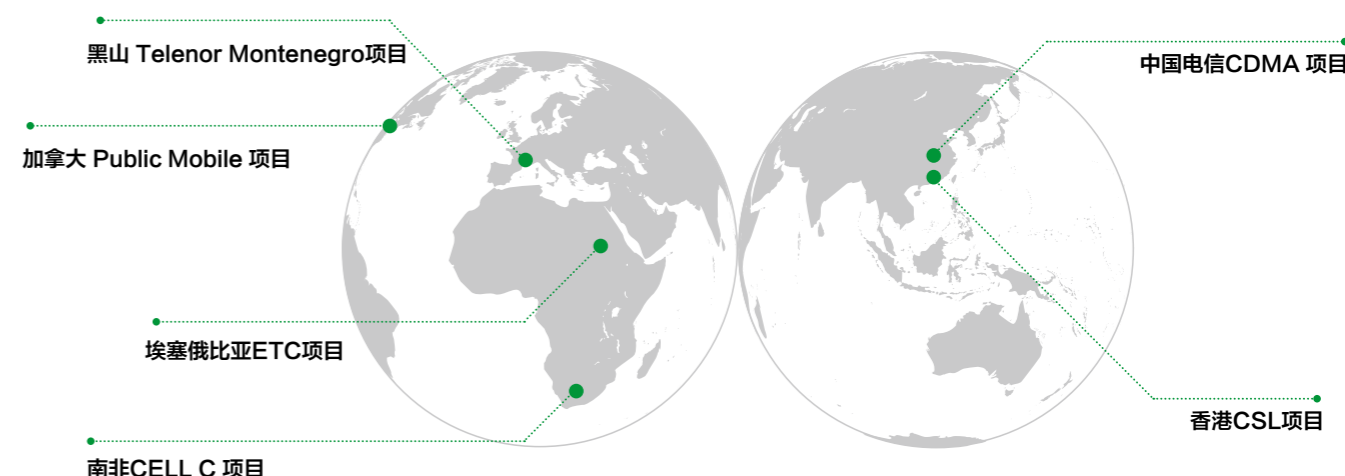 黑山 Telenor Montenegro项目
中国电信CDMA 项目
加拿大 Public Mobile 项目
埃塞俄比亚ETC项目
香港CSL项目
南非CELL C 项目